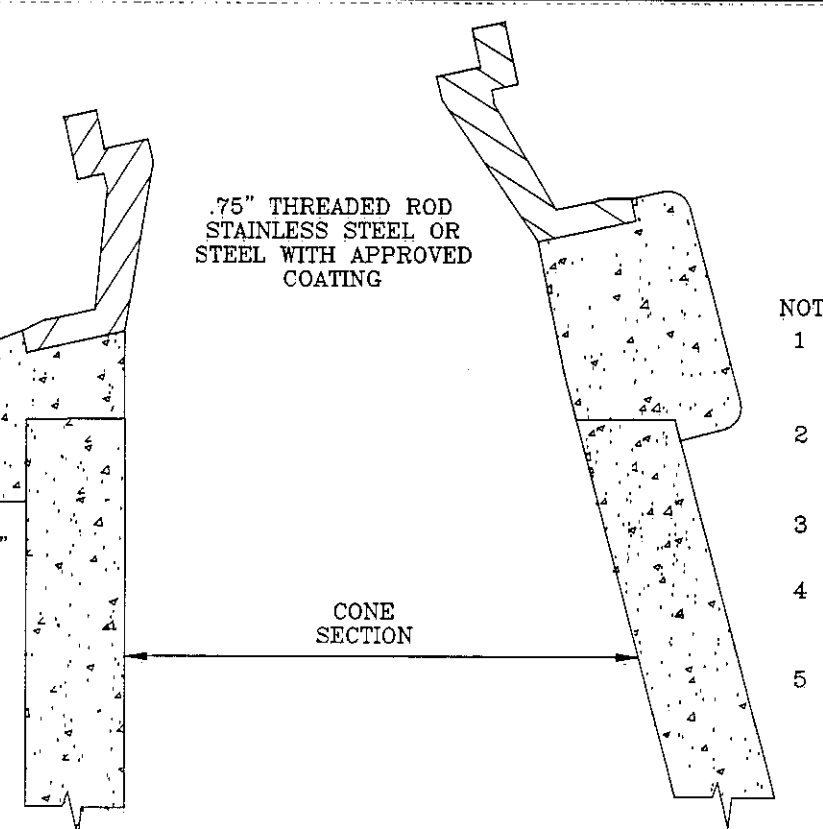 .75" THREADED ROD
STAINLESS STEEL OR
STEEL WITH APPROVED
COATING
NOT
1
2
3
"
4
CONE
SECTION
5